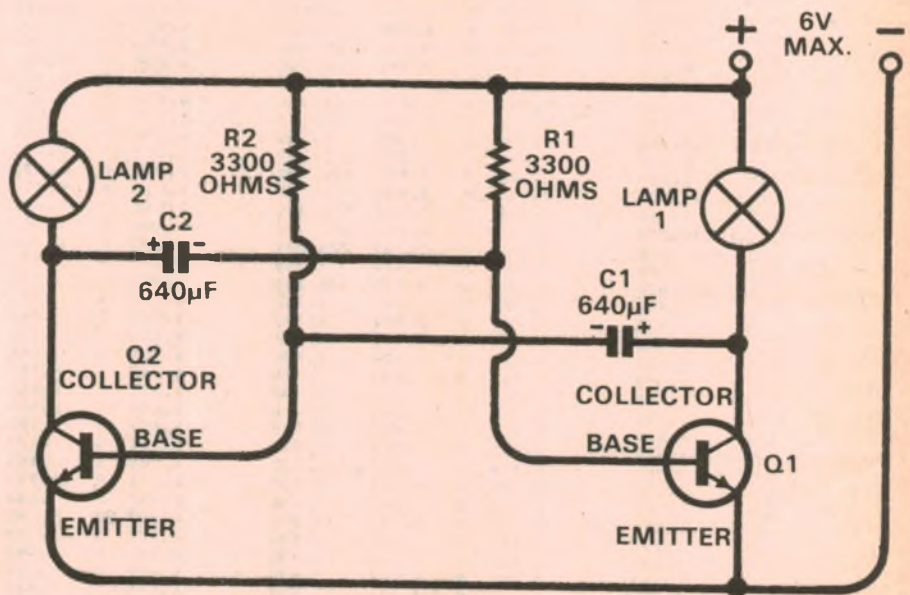 + 6V −
MAX.
R2
3300
OHMS
R1
3300
OHMS
LAMP
2
LAMP
1
C2
+ -
640µF
C1
640µF
- +
Q2
COLLECTOR
COLLECTOR
BASE
BASE
Q1
EMITTER
EMITTER